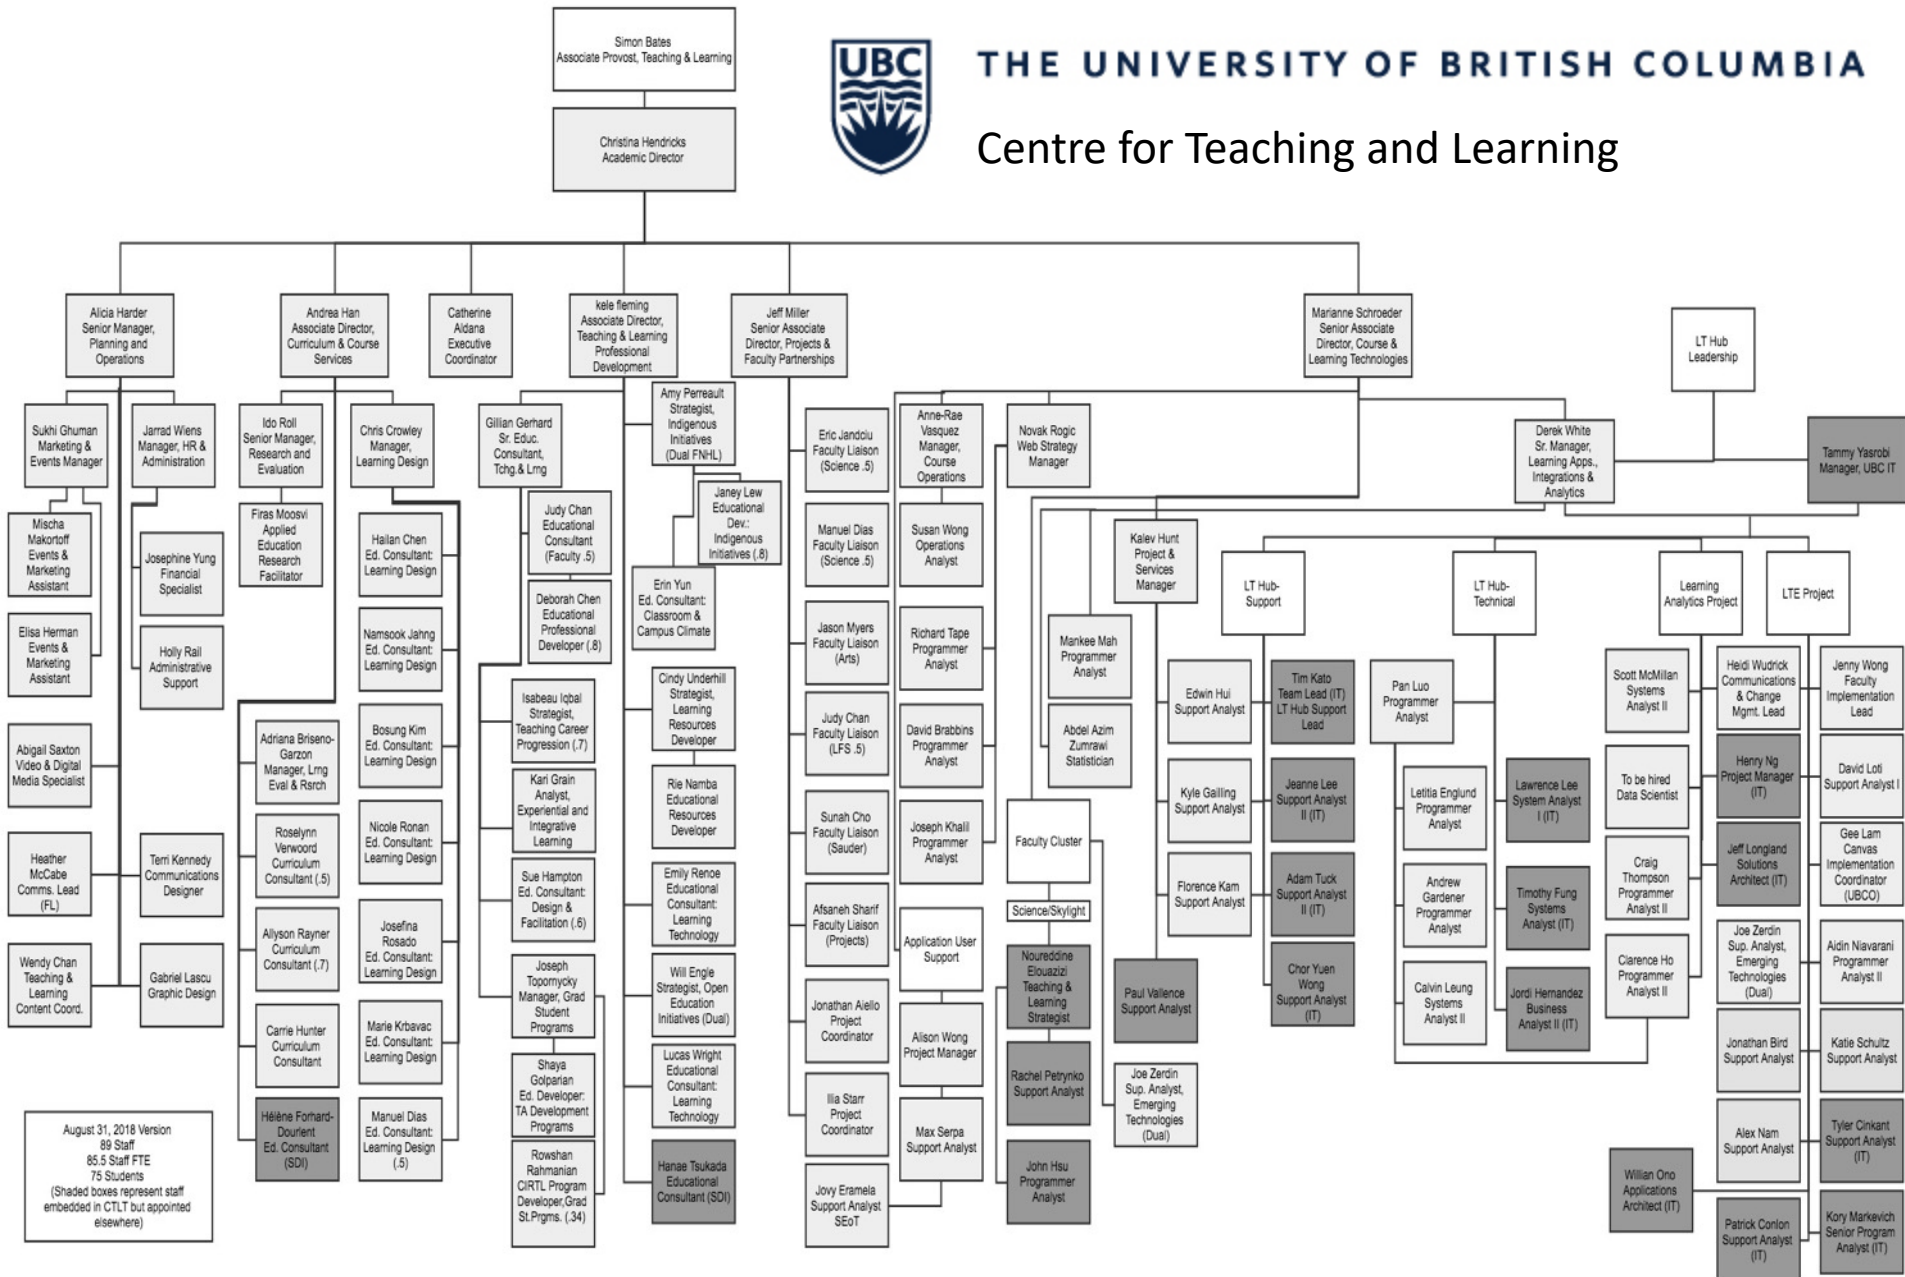 Simon Bates
Associate Provost, Teaching & Learning
UBC
THE UNIVERSITY OF BRITISH COLUMBIA
Centre for Teaching and Learning
Christina Hendricks
Academic Director
Alicia Harder
Senior Manager,
Planning and
Operations
Andrea Han
Associate Director,
Curriculum & Course
Services
Catherine
Aldana
Executive
Coordinator
kele fleming
Associate Director,
Teaching & Learning
Professional
Development
Jeff Miller
Senior Associate
Director, Projects &
Faculty Partnerships
Marianne Schroeder
Senior Associate
Director, Course &
Learning Technologies
LT Hub
Leadership
Sukhi Ghuman
Marketing &
Events Manager
Jarrad Wiens
Manager, HR &
Administration
Mischa
Makortoff
Events &
Marketing
Assistant
Josephine Yung
Financial
Specialist
Elisa Herman
Events &
Marketing
Assistant
Holly Rail
Administrative
Support
Abigail Saxton
Video & Digital
Media Specialist
Heather
McCabe
Comms. Lead
(FL)
Terri Kennedy
Communications
Designer
Wendy Chan
Teaching &
Learning
Content Coord.
Gabriel Lascu
Graphic Design
Ido Roll
Senior Manager,
Research and
Evaluation
Chris Crowley
Manager,
Learning Design
Firas Moosvi
Applied
Education
Research
Facilitator
Hailan Chen
Ed. Consultant:
Learning Design
Namsook Jahng
Ed. Consultant:
Learning Design
Bosung Kim
Ed. Consultant:
Learning Design
Nicole Ronan
Ed. Consultant:
Learning Design
Josefina
Rosado
Ed. Consultant:
Learning Design
Marie Krbavac
Ed. Consultant:
Learning Design
Manuel Dias
Ed. Consultant:
Learning Design
(.5)
Adriana Briseno-
Garzon
Manager, Lrng
Eval & Rsrch
Roselynn
Verwoord
Curriculum
Consultant (.5)
Allyson Rayner
Curriculum
Consultant (.7)
Carrie Hunter
Curriculum
Consultant
Hélène Forhard-
Dourlent
Ed. Consultant
(SDI)
Gillian Gerhard
Sr. Educ.
Consultant,
Tchg.& Lrng
Amy Perreault
Strategist,
Indigenous
Initiatives
(Dual FNHL)
Judy Chan
Educational
Consultant
(Faculty .5)
Janey Lew
Educational
Dev.:
Indigenous
Initiatives (.8)
Deborah Chen
Educational
Professional
Developer (.8)
Erin Yun
Ed. Consultant:
Classroom &
Campus Climate
Isabeau Iqbal
Strategist,
Teaching Career
Progression (.7)
Cindy Underhill
Strategist,
Learning
Resources
Developer
Kari Grain
Analyst,
Experiential and
Integrative
Learning
Rie Namba
Educational
Resources
Developer
Sue Hampton
Ed. Consultant:
Design &
Facilitation (.6)
Emily Renoe
Educational
Consultant:
Learning
Technology
Joseph
Topornycky
Manager, Grad
Student
Programs
Will Engle
Strategist, Open
Education
Initiatives (Dual)
Shaya
Golparian
Ed. Developer:
TA Development
Programs
Lucas Wright
Educational
Consultant:
Learning
Technology
Rowshan
Rahmanian
CIRTL Program
Developer,Grad
St.Prgms. (.34)
Hanae Tsukada
Educational
Consultant (SDI)
Eric Jandciu
Faculty Liaison
(Science .5)
Manuel Dias
Faculty Liaison
(Science .5)
Jason Myers
Faculty Liaison
(Arts)
Judy Chan
Faculty Liaison
(LFS .5)
Sunah Cho
Faculty Liaison
(Sauder)
Afsaneh Sharif
Faculty Liaison
(Projects)
Jonathan Aiello
Project
Coordinator
Ilia Starr
Project
Coordinator
Jovy Eramela
Support Analyst
SEoT
Anne-Rae
Vasquez
Manager,
Course
Operations
Susan Wong
Operations
Analyst
Richard Tape
Programmer
Analyst
David Brabbins
Programmer
Analyst
Joseph Khalil
Programmer
Analyst
Application User
Support
Alison Wong
Project Manager
Max Serpa
Support Analyst
Novak Rogic
Web Strategy
Manager
Mankee Mah
Programmer
Analyst
Abdel Azim
Zumrawi
Statistician
Faculty Cluster
Science/Skylight
Noureddine
Elouazizi
Teaching &
Learning
Strategist
Rachel Petrynko
Support Analyst
John Hsu
Programmer
Analyst
Joe Zerdin
Sup. Analyst,
Emerging
Technologies
(Dual)
Kalev Hunt
Project &
Services
Manager
Paul Vallence
Support Analyst
Derek White
Sr. Manager,
Learning Apps.,
Integrations &
Analytics
Tammy Yasrobi
Manager, UBC IT
LT Hub-
Support
LT Hub-
Technical
Learning
Analytics Project
LTE Project
Edwin Hui
Support Analyst
Tim Kato
Team Lead (IT)
LT Hub Support
Lead
Kyle Gailling
Support Analyst
Jeanne Lee
Support Analyst
II (IT)
Florence Kam
Support Analyst
Adam Tuck
Support Analyst
II (IT)
Chor Yuen
Wong
Support Analyst
(IT)
Pan Luo
Programmer
Analyst
Letitia Englund
Programmer
Analyst
Lawrence Lee
System Analyst
I (IT)
Andrew
Gardener
Programmer
Analyst
Timothy Fung
Systems
Analyst (IT)
Calvin Leung
Systems
Analyst II
Jordi Hernandez
Business
Analyst II (IT)
Scott McMillan
Systems
Analyst II
To be hired
Data Scientist
Craig
Thompson
Programmer
Analyst II
Clarence Ho
Programmer
Analyst II
Heidi Wudrick
Communications
& Change
Mgmt. Lead
Jenny Wong
Faculty
Implementation
Lead
Henry Ng
Project Manager
(IT)
David Loti
Support Analyst I
Jeff Longland
Solutions
Architect (IT)
Gee Lam
Canvas
Implementation
Coordinator
(UBCO)
Joe Zerdin
Sup. Analyst,
Emerging
Technologies
(Dual)
Aidin Niavarani
Programmer
Analyst II
Jonathan Bird
Support Analyst
Katie Schultz
Support Analyst
Alex Nam
Support Analyst
Tyler Cinkant
Support Analyst
(IT)
Willian Ono
Applications
Architect (IT)
Patrick Conlon
Support Analyst
(IT)
Kory Markevich
Senior Program
Analyst (IT)
August 31, 2018 Version
89 Staff
85.5 Staff FTE
75 Students
(Shaded boxes represent staff
embedded in CTLT but appointed
elsewhere)